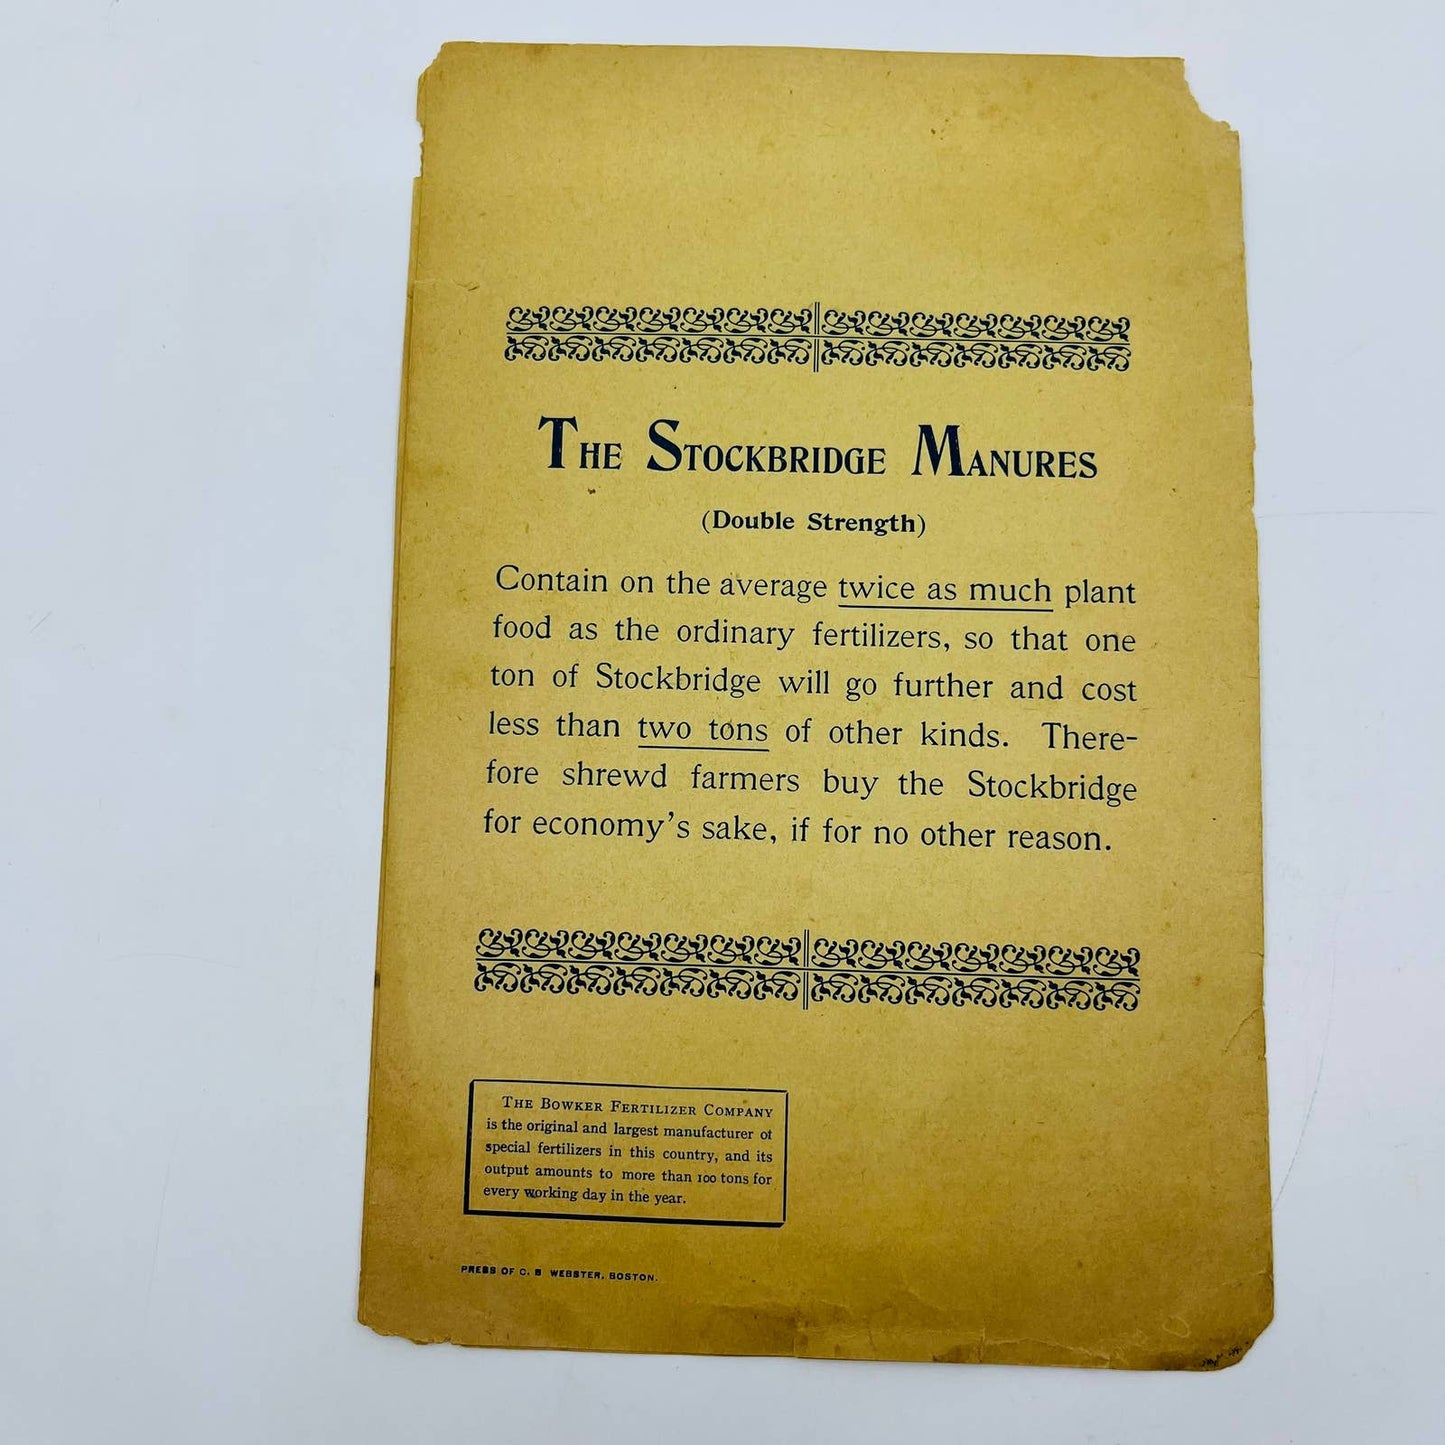 THE STOCKBRIDGE MANURES
(Double Strength)
Contain on the average twice as much plant
food as the ordinary fertilizers, so that one
ton of Stockbridge will go further and cost
less than two tons of other kinds. There-
fore shrewd farmers buy the Stockbridge
for economy's sake, if for no other reason.
THE BOWKER FERTILIZER COMPANY
is the original and largest manufacturer of
special fertilizers in this country, and its
output amounts to more than 100 tons for
every working day in the year.
PRESS OF C. B WEBSTER, BOSTON.